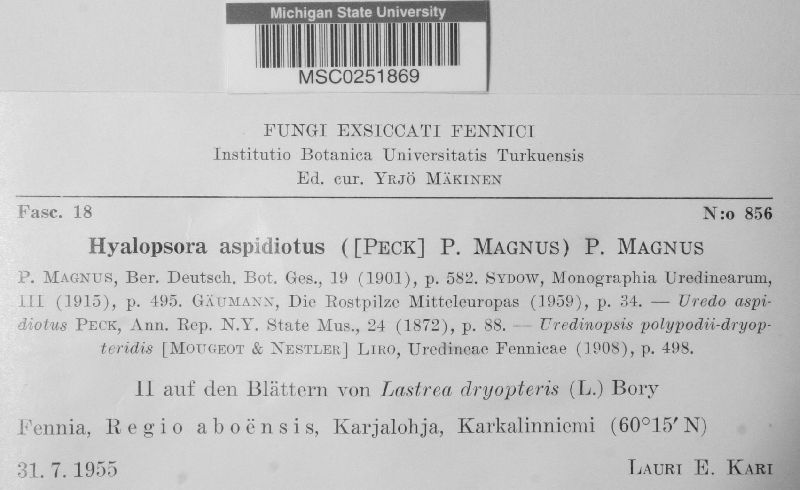 Michigan State University
MSC0251869
FUNGI EXSICCATI FENNICI
Institutio Botanica Universitatis Turkuensis
Ed. cur. YRJÖ MÄKINEN
Fasc. 18 N:o 856
Hyalopsora aspidiotus ([PECK] P. MAGNUS) P. MAGNUS
P. MAGNUS, Ber. Deutsch. Bot. Ges., 19 (1901), p. 582. SYDOW, Monographia Uredinearum,
III (1915), p. 495. GÄUMANN, Die Rostpilze Mitteleuropas (1959), p. 34. — Uredo aspi-
diotus PECK, Ann. Rep. N.Y. State Mus., 24 (1872), p. 88. — Uredinopsis polypodii-dryop-
teridis [MOUGEOT & NESTLER] LIRO, Uredineae Fennicae (1908), p. 498.
II auf den Blättern von Lastrea dryopteris (L.) Bory
Fennia, Regio aboënsis, Karjalohja, Karkalinniemi (60°15′ N)
31. 7. 1955 LAURI E. KARI